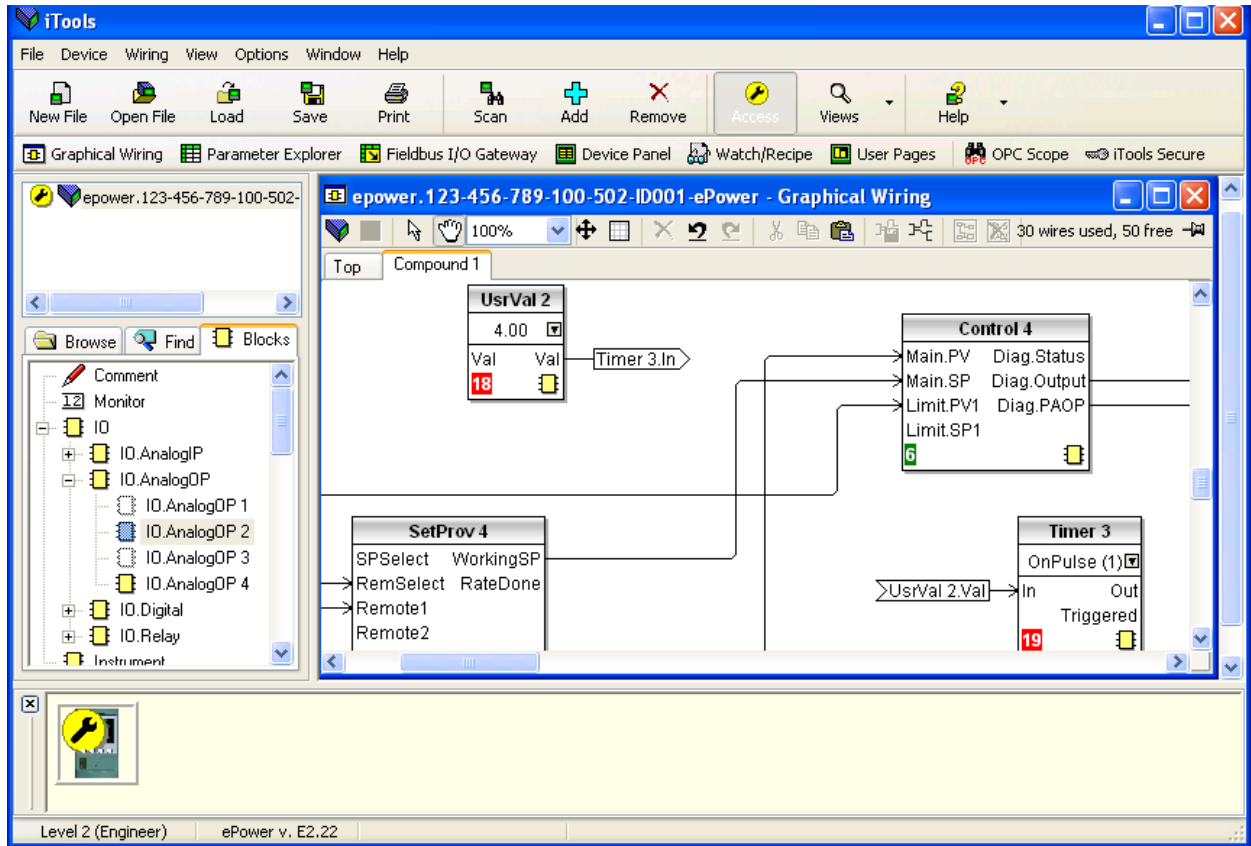 iTools
File Device Wiring View Options Window Help
New File Open File Load Save Print Scan Add Remove Access Views Help
Graphical Wiring Parameter Explorer Fieldbus I/O Gateway Device Panel Watch/Recipe User Pages OPC OPC Scope iTools Secure
epower.123-456-789-100-502-
epower.123-456-789-100-502-ID001-ePower - Graphical Wiring
100% 30 wires used, 50 free
Top Compound 1
Browse Find Blocks
Comment
12 Monitor
IO
IO.AnalogIP
IO.AnalogOP
IO.AnalogOP 1
IO.AnalogOP 2
IO.AnalogOP 3
IO.AnalogOP 4
IO.Digital
IO.Relay
Instrument
UsrVal 2
4.00
Val Val
18
Timer 3.In
Control 4
Main.PV Diag.Status
Main.SP Diag.Output
Limit.PV1 Diag.PAOP
Limit.SP1
6
SetProv 4
SPSelect WorkingSP
RemSelect RateDone
Remote1
Remote2
UsrVal 2.Val
Timer 3
OnPulse (1)
In Out
Triggered
19
Level 2 (Engineer) ePower v. E2.22